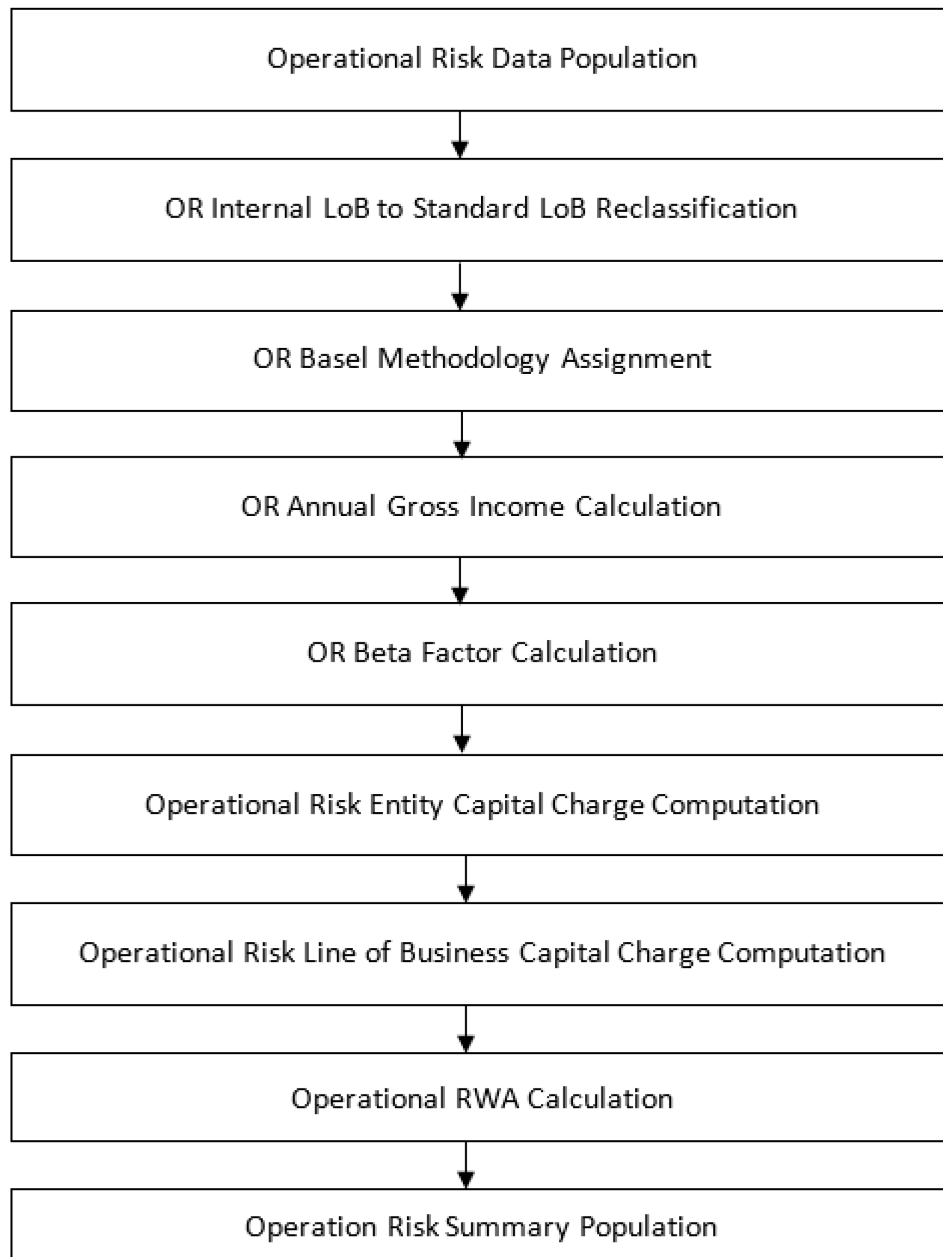 Operational Risk Data Population
OR Internal LoB to Standard LoB Reclassification
OR Basel Methodology Assignment
OR Annual Gross Income Calculation
OR Beta Factor Calculation
Operational Risk Entity Capital Charge Computation
Operational Risk Line of Business Capital Charge Computation
Operational RWA Calculation
Operation Risk Summary Population